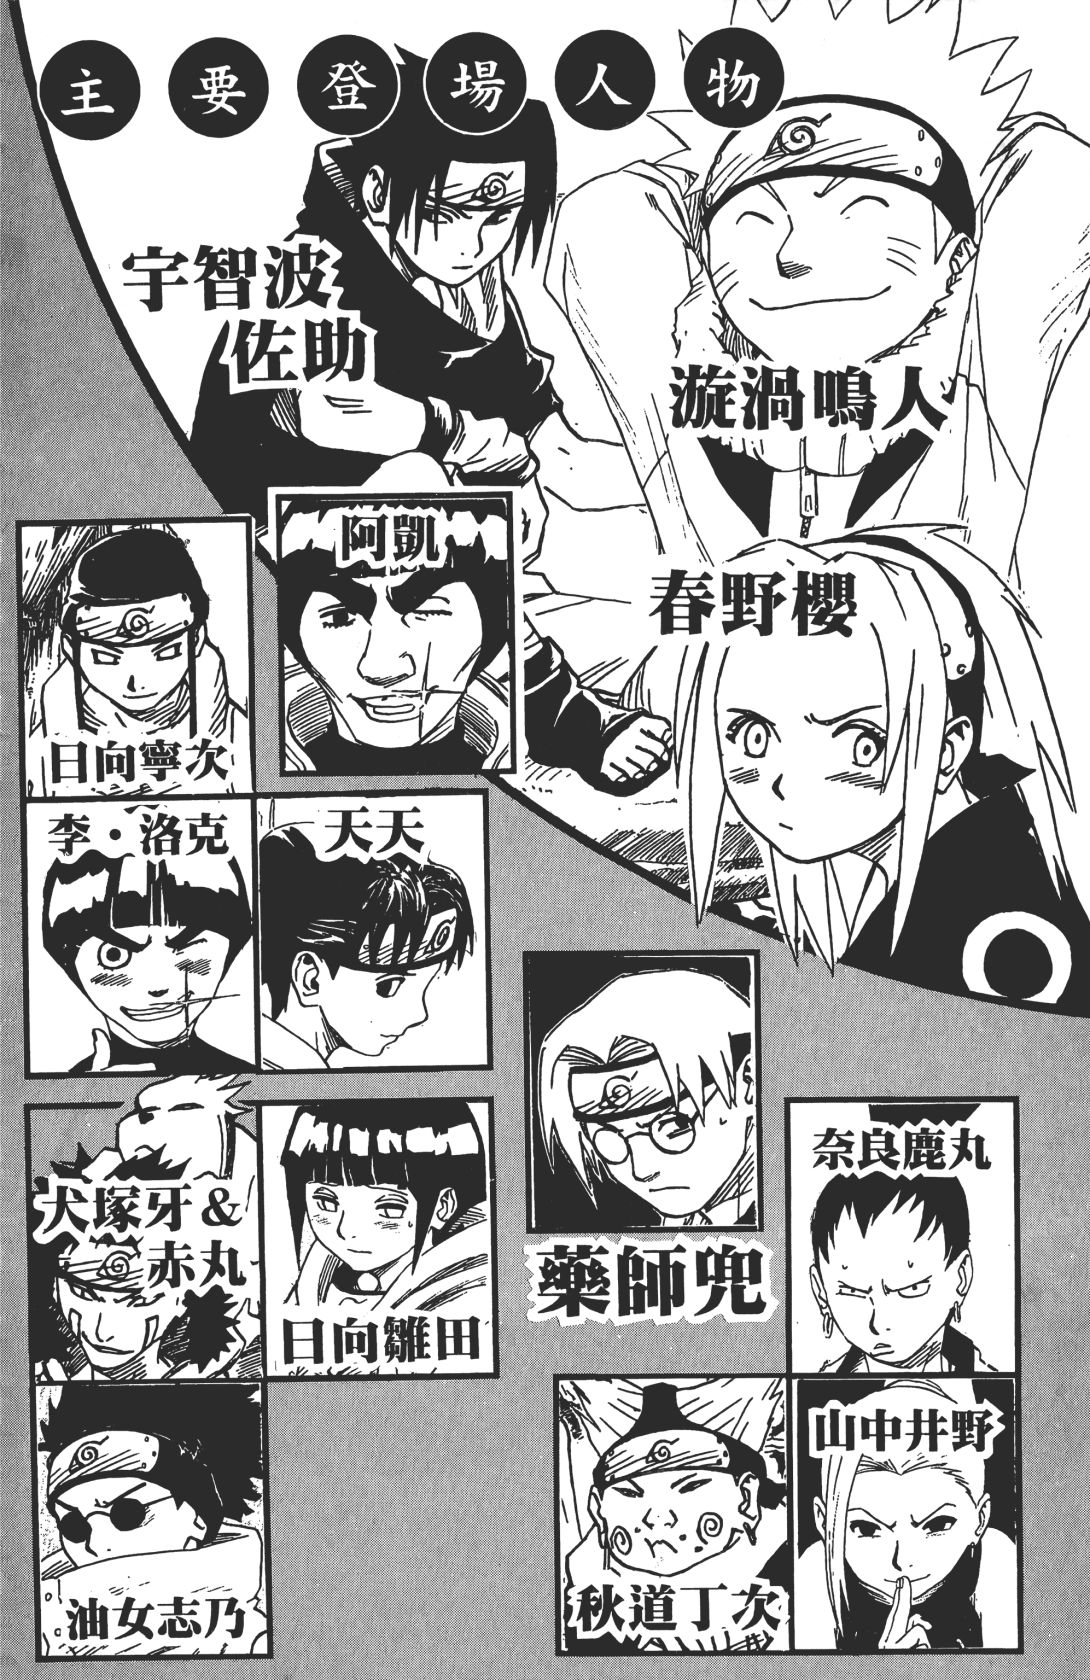 主要登場人物
宇智波
佐助
漩渦鳴人
春野櫻
阿凱
日向寧次
李・洛克
天天
犬塚牙&
赤丸
日向雛田
油女志乃
藥師兜
奈良鹿丸
秋道丁次
山中井野